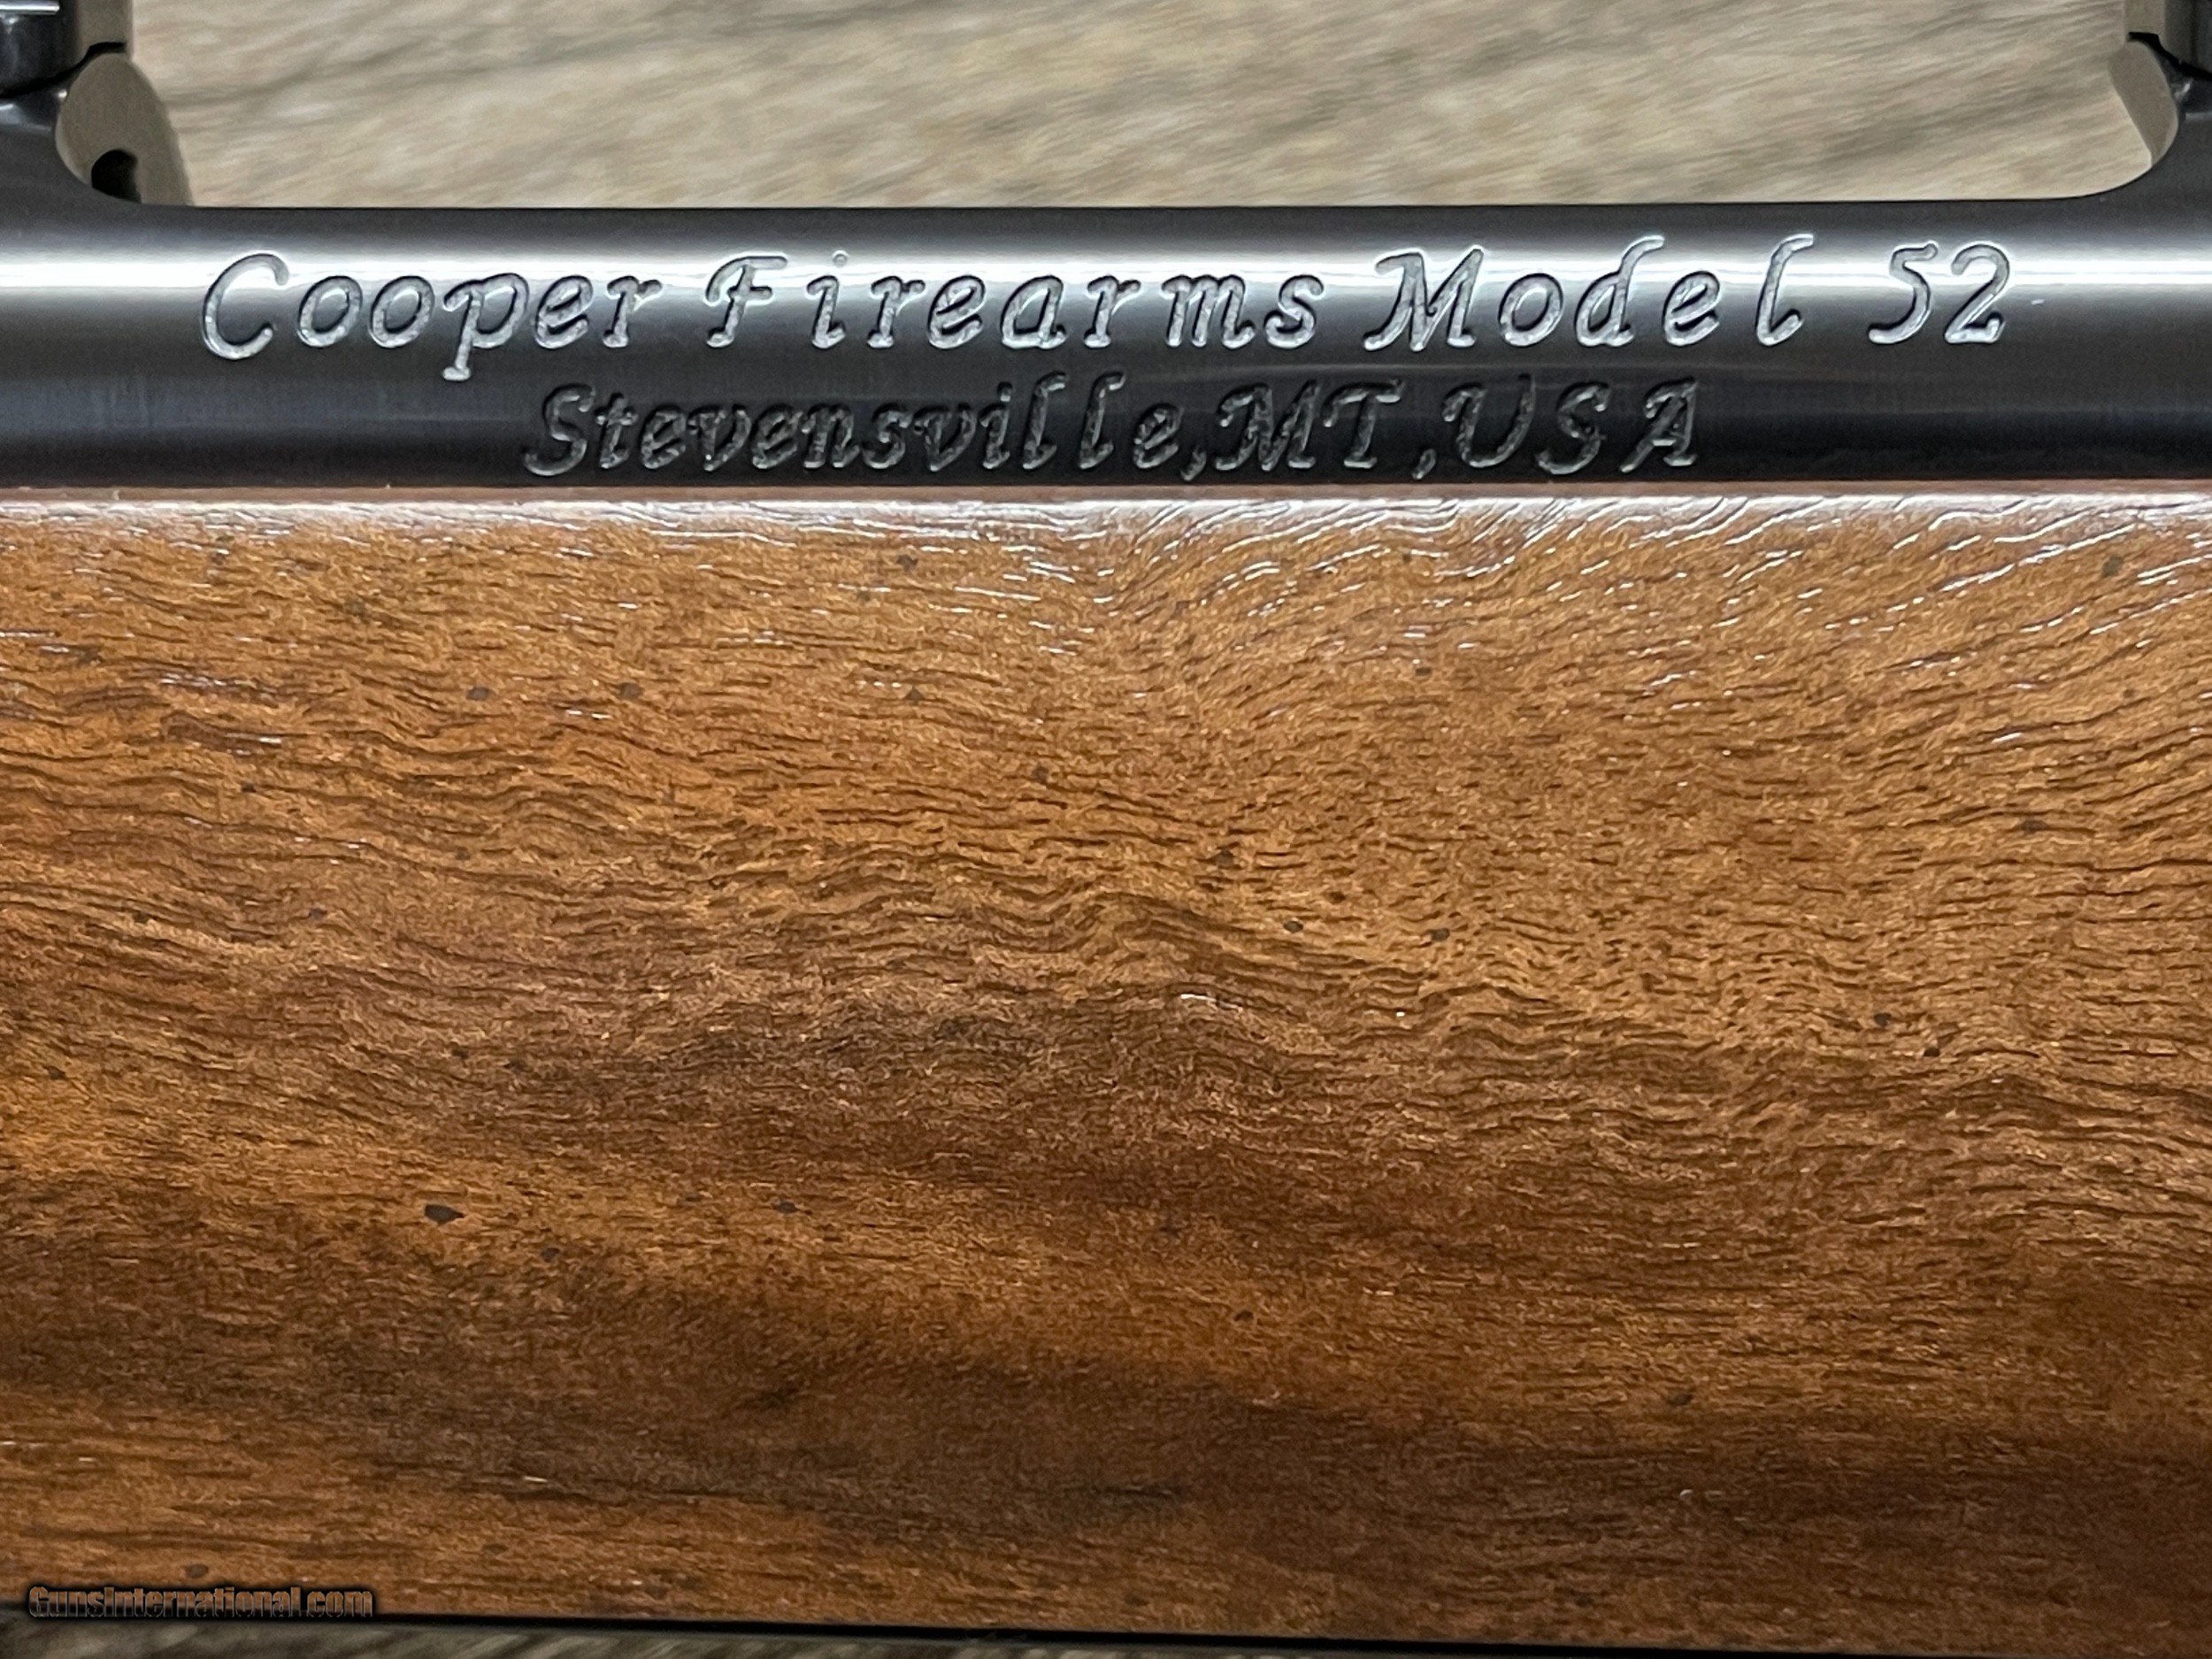 Cooper Firearms Model 52
Stevensville,MT,USA
GunsInternational.com